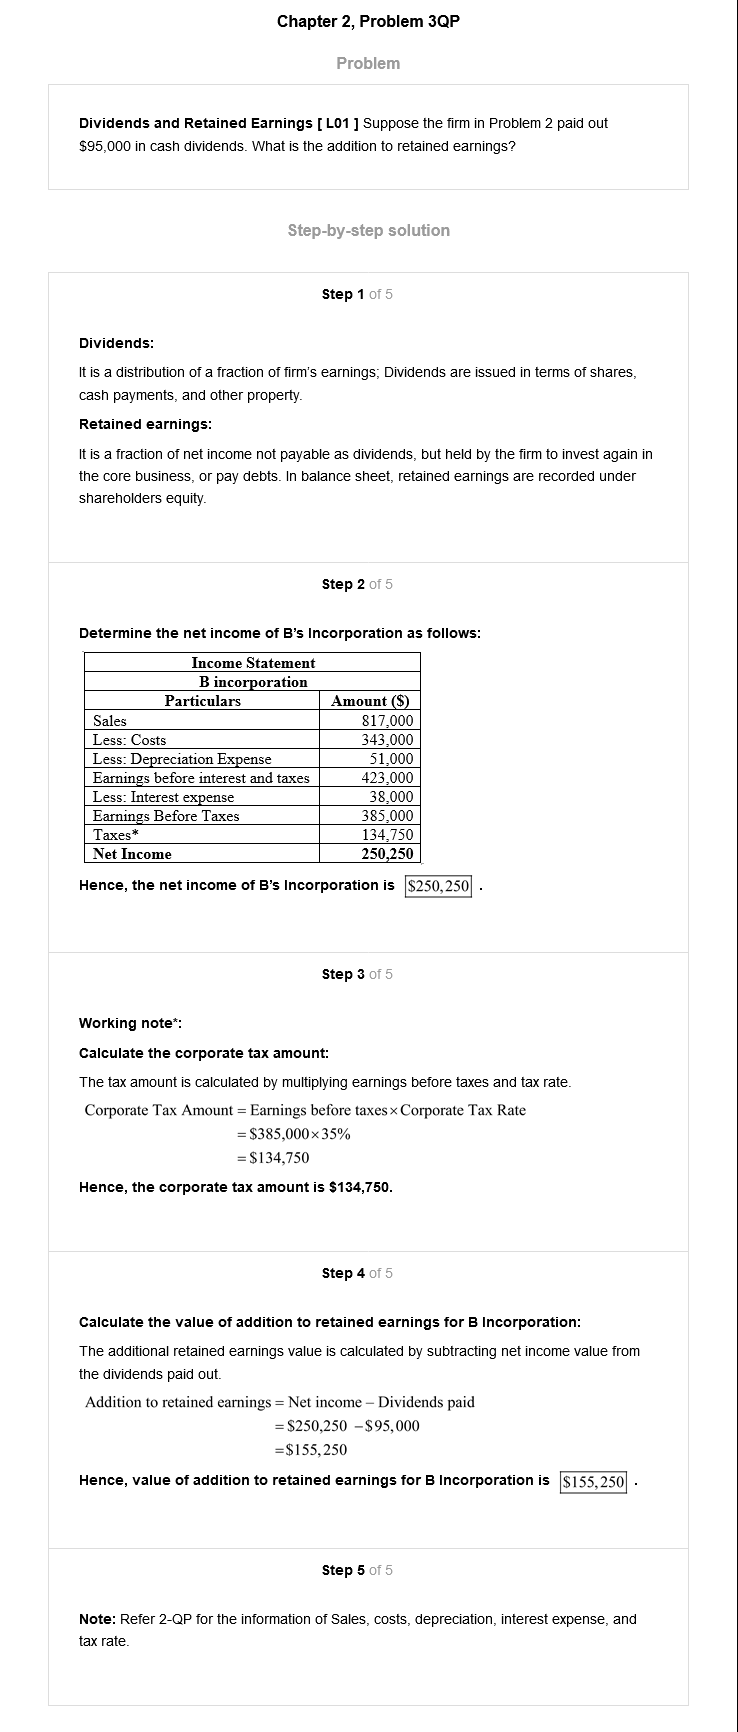 Chapter 2, Problem 3QP
Problem
Dividends and Retained Earnings [ L01 ] Suppose the firm in Problem 2 paid out
$95,000 in cash dividends. What is the addition to retained earnings?
Step-by-step solution
Step 1 of 5
Dividends:
It is a distribution of a fraction of firm's earnings; Dividends are issued in terms of shares,
cash payments, and other property.
Retained earnings:
It is a fraction of net income not payable as dividends, but held by the firm to invest again in
the core business, or pay debts. In balance sheet, retained earnings are recorded under
shareholders equity.
Step 2 of 5
Determine the net income of B's Incorporation as follows:
Income Statement
B incorporation
Particulars Amount ($)
Sales 817,000
Less: Costs 343,000
Less: Depreciation Expense 51,000
Earnings before interest and taxes 423,000
Less: Interest expense 38,000
Earnings Before Taxes 385,000
Taxes* 134,750
Net Income 250,250
Hence, the net income of B's Incorporation is $250,250 .
Step 3 of 5
Working note*:
Calculate the corporate tax amount:
The tax amount is calculated by multiplying earnings before taxes and tax rate.
Corporate Tax Amount = Earnings before taxes × Corporate Tax Rate
= $385,000 × 35%
= $134,750
Hence, the corporate tax amount is $134,750.
Step 4 of 5
Calculate the value of addition to retained earnings for B Incorporation:
The additional retained earnings value is calculated by subtracting net income value from
the dividends paid out.
Addition to retained earnings = Net income – Dividends paid
= $250,250 – $95,000
= $155,250
Hence, value of addition to retained earnings for B Incorporation is $155,250 .
Step 5 of 5
Note: Refer 2-QP for the information of Sales, costs, depreciation, interest expense, and
tax rate.